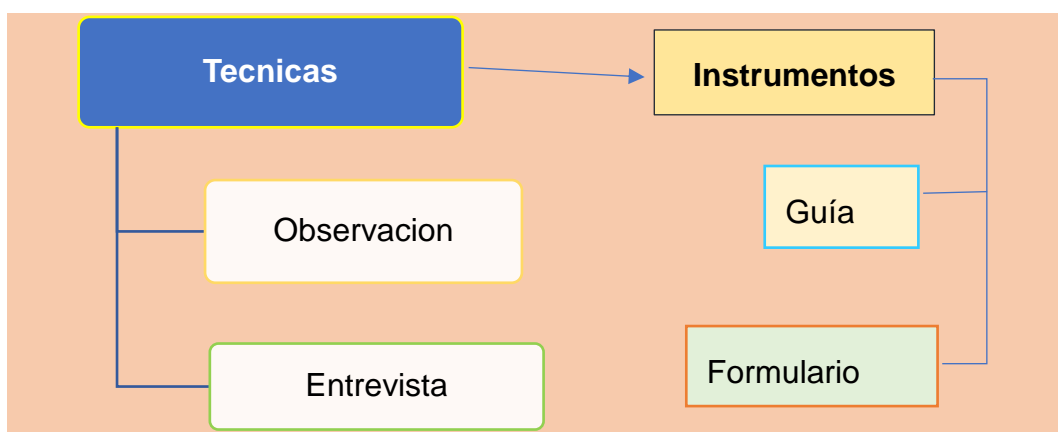 Tecnicas
Instrumentos
Observacion
Guía
Entrevista
Formulario